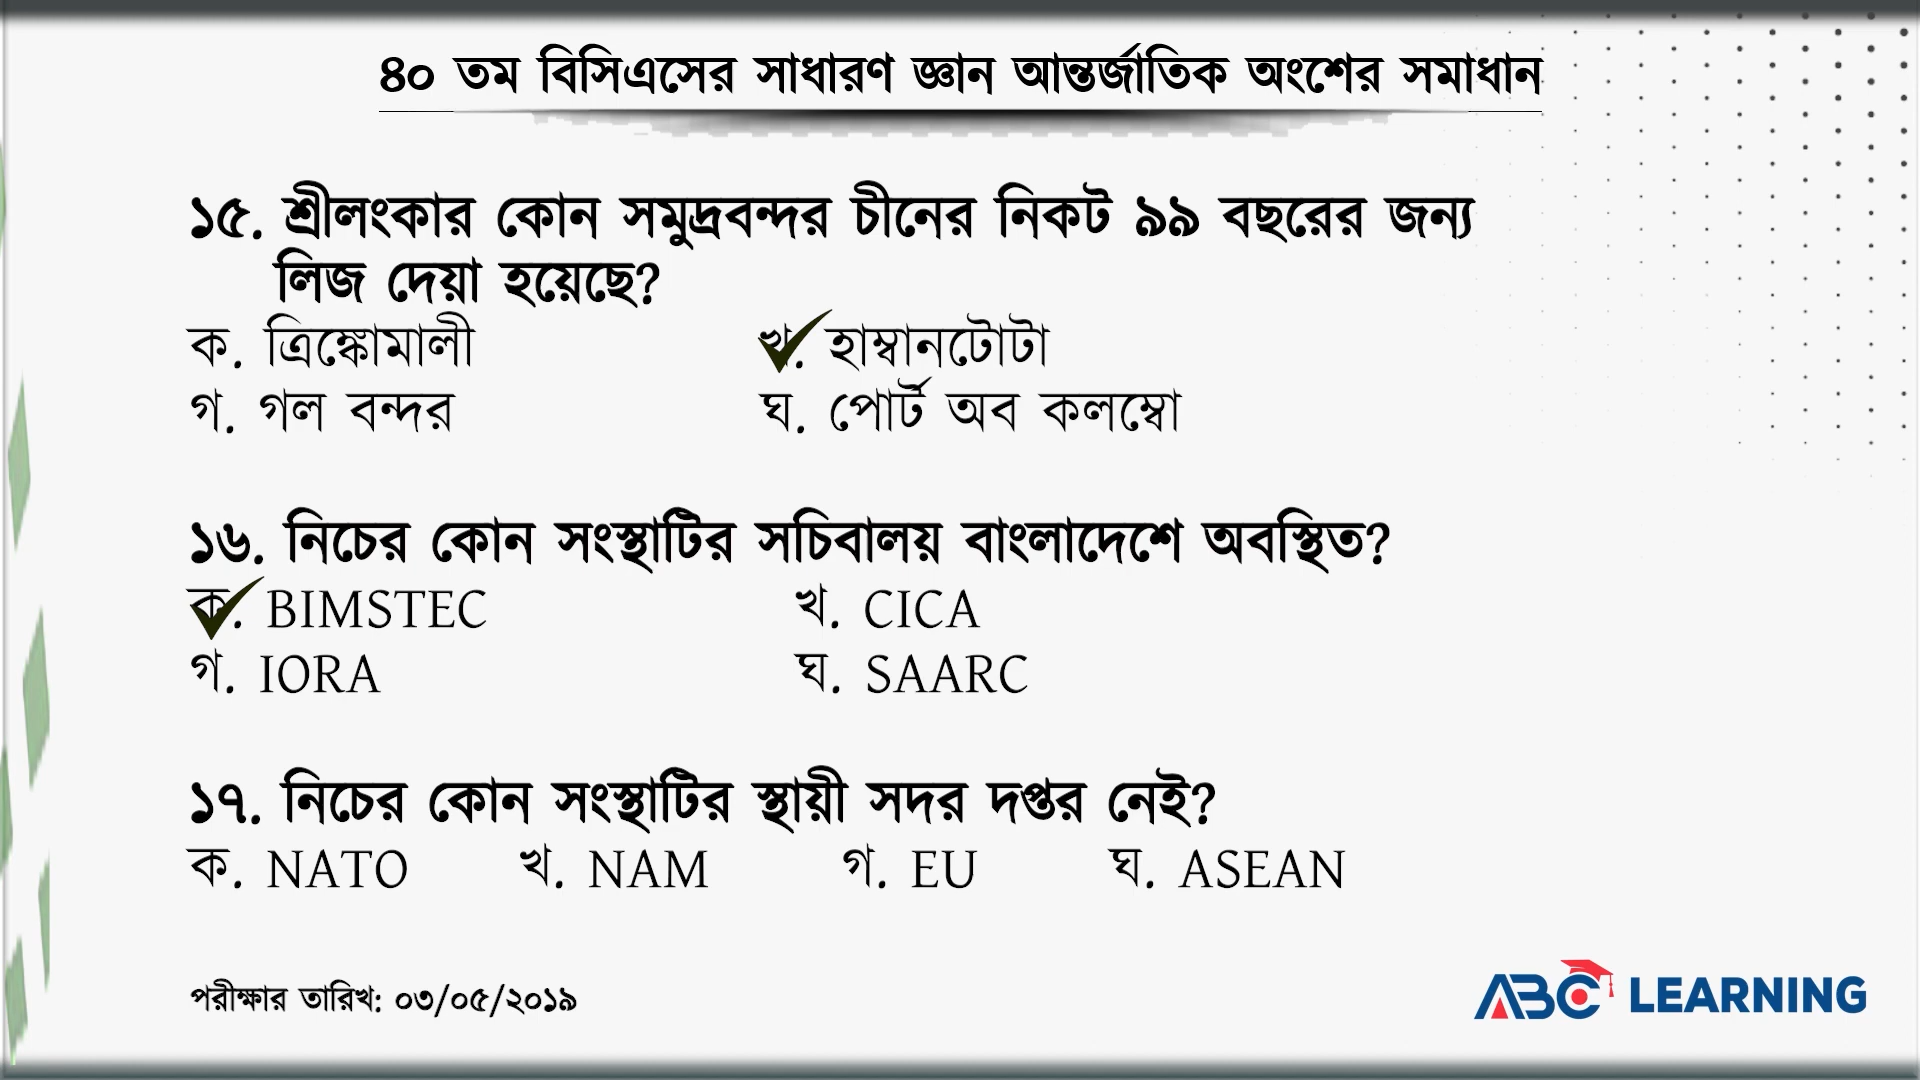 ৪০ তম বিসিএসের সাধারণ জ্ঞান আন্তর্জাতিক অংশের সমাধান
১৫. শ্রীলংকার কোন সমুদ্রবন্দর চীনের নিকট ৯৯ বছরের জন্য
লিজ দেয়া হয়েছে?
ক. ত্রিঙ্কোমালী খ. হাম্বানটোটা
গ. গল বন্দর ঘ. পোর্ট অব কলম্বো
১৬. নিচের কোন সংস্থাটির সচিবালয় বাংলাদেশে অবস্থিত?
ক. BIMSTEC খ. CICA
গ. IORA ঘ. SAARC
১৭. নিচের কোন সংস্থাটির স্থায়ী সদর দপ্তর নেই?
ক. NATO খ. NAM গ. EU ঘ. ASEAN
পরীক্ষার তারিখ: ০৩/০৫/২০১৯
ABC LEARNING